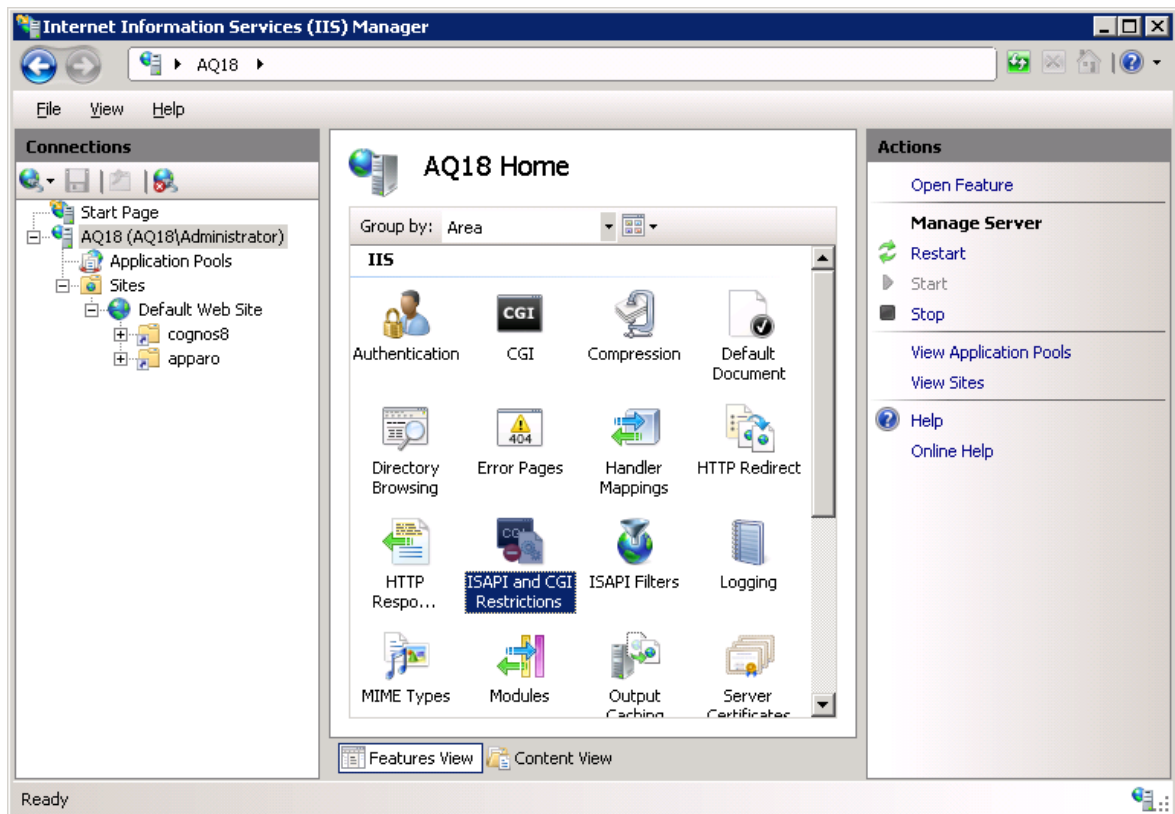 Internet Information Services (IIS) Manager
AQ18
File View Help
Connections
Start Page
AQ18 (AQ18\Administrator)
Application Pools
Sites
Default Web Site
cognos8
apparo
AQ18 Home
Group by: Area
IIS
Authentication
CGI
CGI
Compression
Default
Document
Directory
Browsing
404
Error Pages
Handler
Mappings
HTTP Redirect
HTTP
Respo...
CGI
ISAPI and CGI
Restrictions
ISAPI Filters
Logging
MIME Types
Modules
Output
Caching
Server
Certificates
Features View
Content View
Actions
Open Feature
Manage Server
Restart
Start
Stop
View Application Pools
View Sites
Help
Online Help
Ready